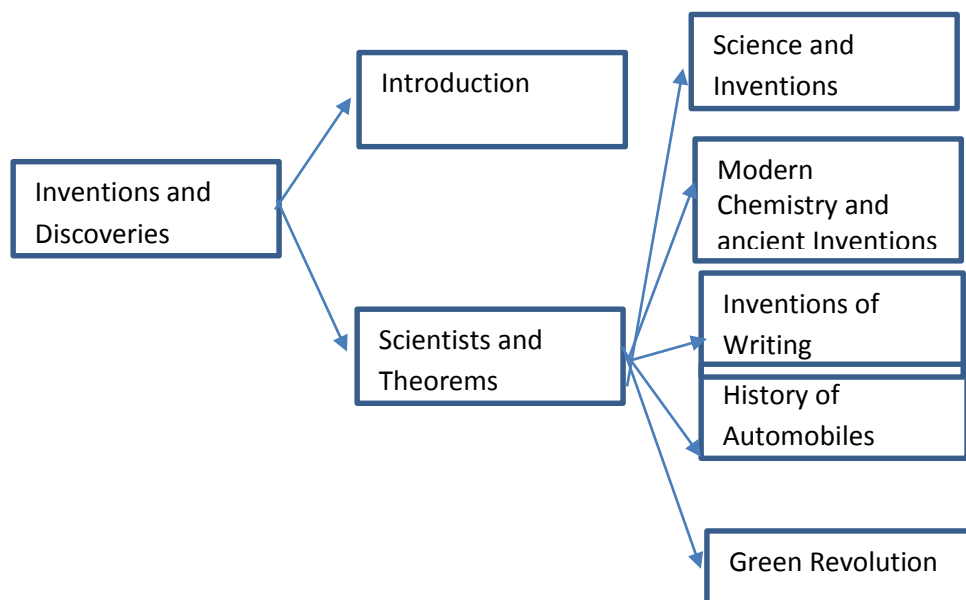 Inventions and
Discoveries
Introduction
Scientists and
Theorems
Science and
Inventions
Modern
Chemistry and
ancient Inventions
Inventions of
Writing
History of
Automobiles
Green Revolution